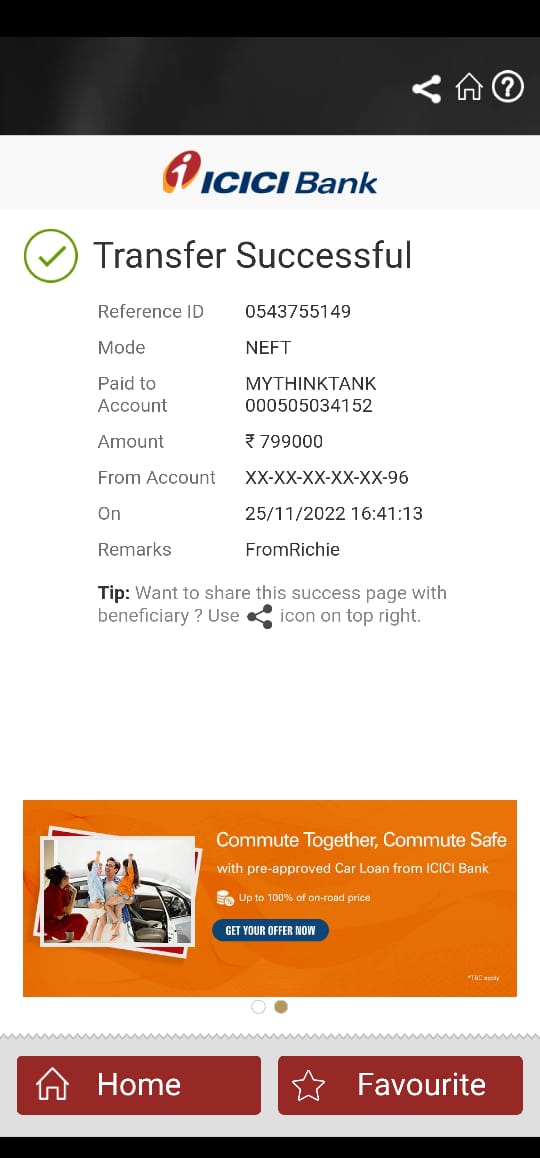 ICICI Bank
Transfer Successful
Reference ID 0543755149
Mode NEFT
Paid to MYTHINKTANK
Account 000505034152
Amount ₹ 799000
From Account XX-XX-XX-XX-XX-96
On 25/11/2022 16:41:13
Remarks FromRichie
Tip: Want to share this success page with
beneficiary ? Use icon on top right.
Commute Together, Commute Safe
with pre-approved Car Loan from ICICI Bank
Up to 100% of on-road price
GET YOUR OFFER NOW
*T&C apply
Home
Favourite